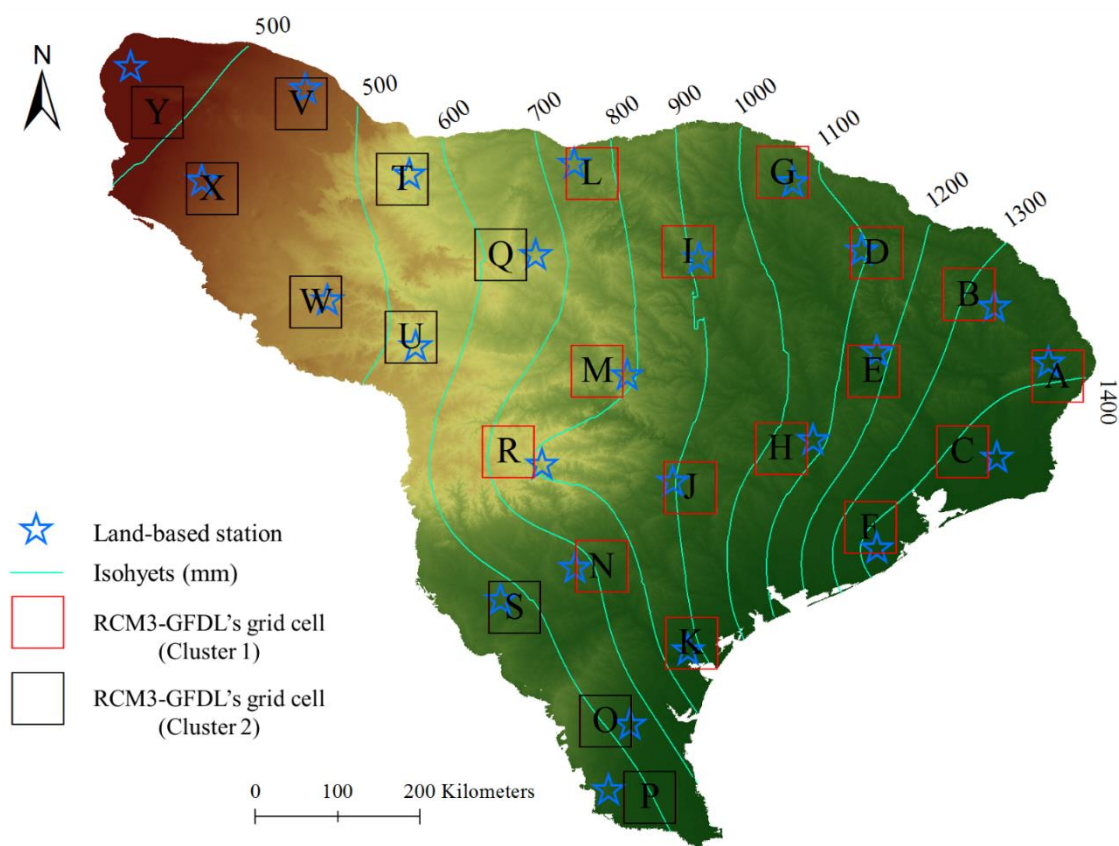 500
N
500
600
700
800
900
1000
1100
1200
1300
1400
Y
V
X
T
L
G
Q
I
D
W
B
U
M
E
A
R
H
C
J
F
N
S
K
O
P
Land-based station
Isohyets (mm)
RCM3-GFDL's grid cell
(Cluster 1)
RCM3-GFDL's grid cell
(Cluster 2)
0 100 200 Kilometers